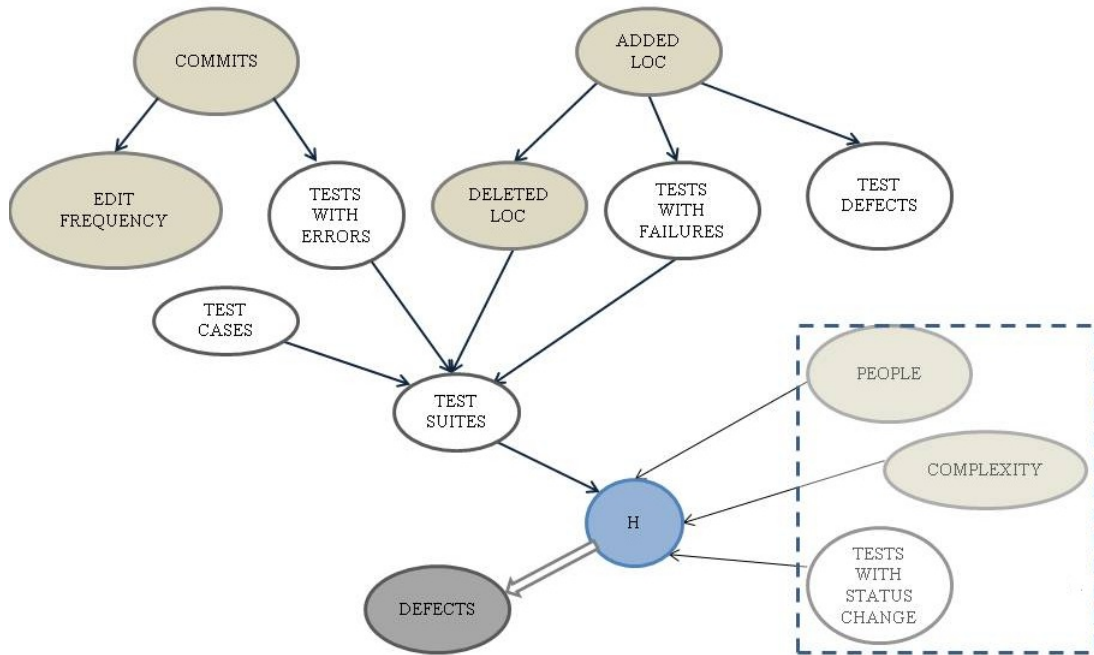 COMMITS
ADDED
LOC
EDIT
FREQUENCY
TESTS
WITH
ERRORS
DELETED
LOC
TESTS
WITH
FAILURES
TEST
DEFECTS
TEST
CASES
PEOPLE
TEST
SUITES
COMPLEXITY
H
TESTS
WITH
STATUS
CHANGE
DEFECTS